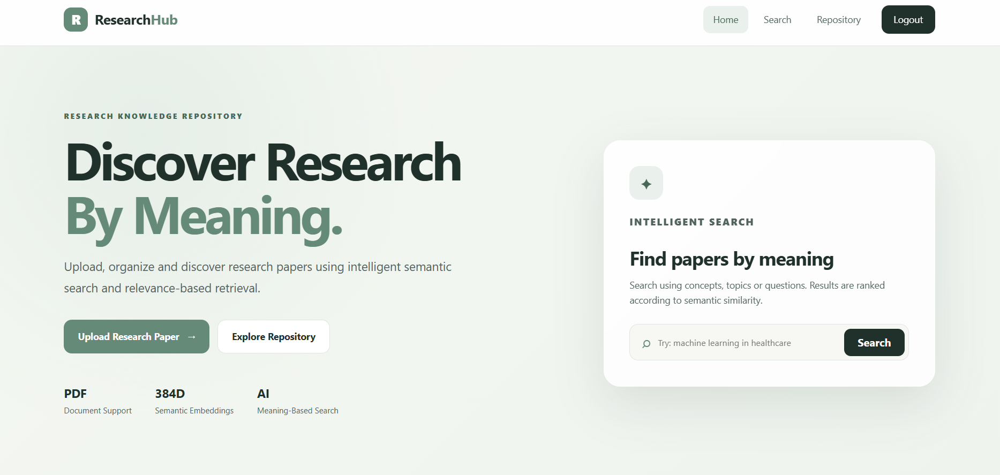 R ResearchHub
Home
Search
Repository
Logout
RESEARCH KNOWLEDGE REPOSITORY
Discover Research
By Meaning.
Upload, organize and discover research papers using intelligent semantic
search and relevance-based retrieval.
Upload Research Paper →
Explore Repository
PDF
Document Support
384D
Semantic Embeddings
AI
Meaning-Based Search
INTELLIGENT SEARCH
Find papers by meaning
Search using concepts, topics or questions. Results are ranked
according to semantic similarity.
Try: machine learning in healthcare
Search